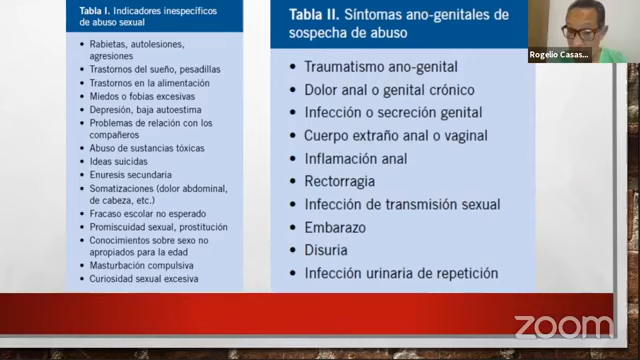 Tabla I. Indicadores inespecíficos
de abuso sexual
• Rabietas, autolesiones,
agresiones
• Trastornos del sueño, pesadillas
• Trastornos en la alimentación
• Miedos o fobias excesivas
• Depresión, baja autoestima
• Problemas de relación con los
compañeros
• Abuso de sustancias tóxicas
• Ideas suicidas
• Enuresis secundaria
• Somatizaciones (dolor abdominal,
de cabeza, etc.)
• Fracaso escolar no esperado
• Promiscuidad sexual, prostitución
• Conocimientos sobre sexo no
apropiados para la edad
• Masturbación compulsiva
• Curiosidad sexual excesiva
Tabla II. Síntomas ano-genitales de
sospecha de abuso
• Traumatismo ano-genital
• Dolor anal o genital crónico
• Infección o secreción genital
• Cuerpo extraño anal o vaginal
• Inflamación anal
• Rectorragia
• Infección de transmisión sexual
• Embarazo
• Disuria
• Infección urinaria de repetición
Rogelio Casas...
zoom